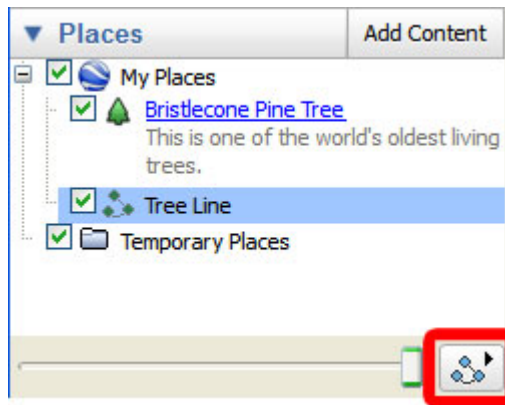 Places
Add Content
My Places
Bristlecone Pine Tree
This is one of the world's oldest living
trees.
Tree Line
Temporary Places